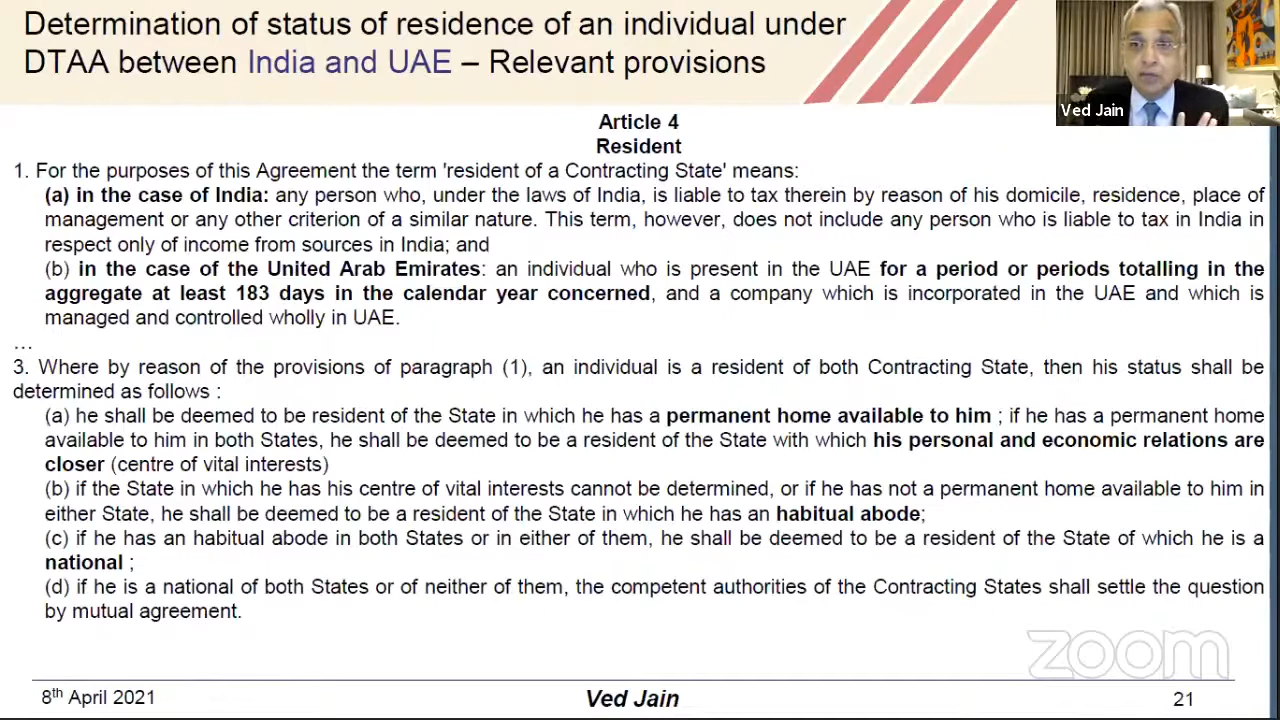 Determination of status of residence of an individual under
DTAA between India and UAE – Relevant provisions
Ved Jain
Article 4
Resident
1. For the purposes of this Agreement the term 'resident of a Contracting State' means:
(a) in the case of India: any person who, under the laws of India, is liable to tax therein by reason of his domicile, residence, place of
management or any other criterion of a similar nature. This term, however, does not include any person who is liable to tax in India in
respect only of income from sources in India; and
(b) in the case of the United Arab Emirates: an individual who is present in the UAE for a period or periods totalling in the
aggregate at least 183 days in the calendar year concerned, and a company which is incorporated in the UAE and which is
managed and controlled wholly in UAE.
…
3. Where by reason of the provisions of paragraph (1), an individual is a resident of both Contracting State, then his status shall be
determined as follows :
(a) he shall be deemed to be resident of the State in which he has a permanent home available to him ; if he has a permanent home
available to him in both States, he shall be deemed to be a resident of the State with which his personal and economic relations are
closer (centre of vital interests)
(b) if the State in which he has his centre of vital interests cannot be determined, or if he has not a permanent home available to him in
either State, he shall be deemed to be a resident of the State in which he has an habitual abode;
(c) if he has an habitual abode in both States or in either of them, he shall be deemed to be a resident of the State of which he is a
national ;
(d) if he is a national of both States or of neither of them, the competent authorities of the Contracting States shall settle the question
by mutual agreement.
zoom
8th April 2021
Ved Jain
21